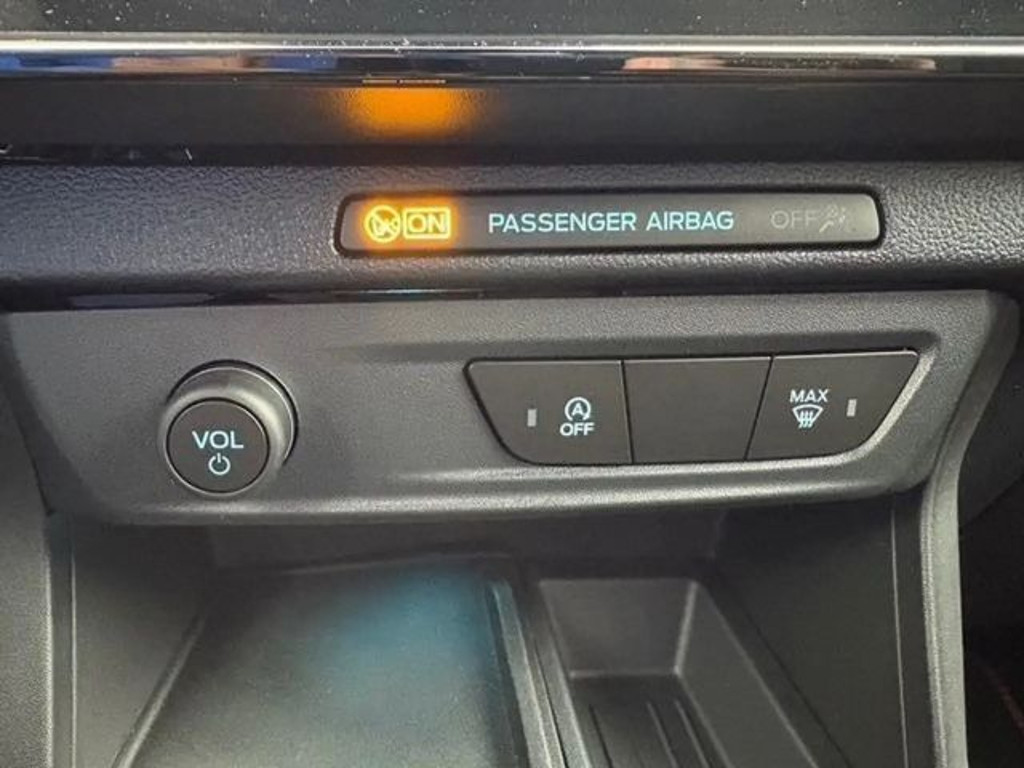 ON PASSENGER AIRBAG OFF
VOL
A
OFF
MAX